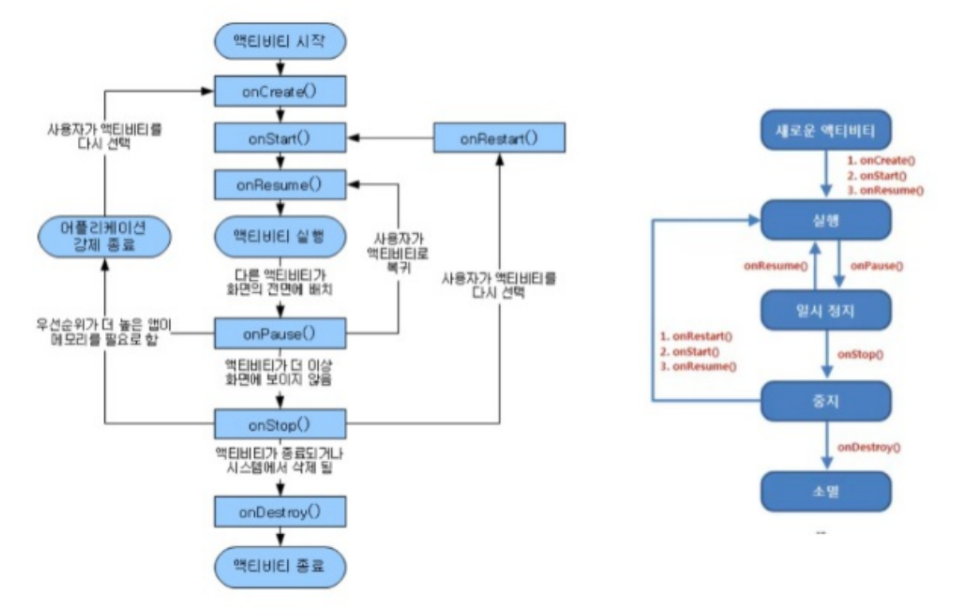 액티비티 시작
onCreate()
사용자가 액티비티를
다시 선택
onStart()
onRestart()
onResume()
어플리케이션
강제 종료
액티비티 실행
사용자가
액티비티로
복귀
다른 액티비티가
화면의 전면에 배치
사용자가 액티비티를
다시 선택
우선순위가 더 높은 앱이
메모리를 필요로 함
onPause()
액티비티가 더 이상
화면에 보이지 않음
onStop()
액티비티가 종료되거나
시스템에서 삭제 될
onDestroy()
액티비티 종료
새로운 액티비티
1. onCreate()
2. onStart()
3. onResume()
실행
onResume()
onPause()
일시 정지
1. onRestart()
2. onStart()
3. onResume()
onStop()
중지
onDestroy()
소멸